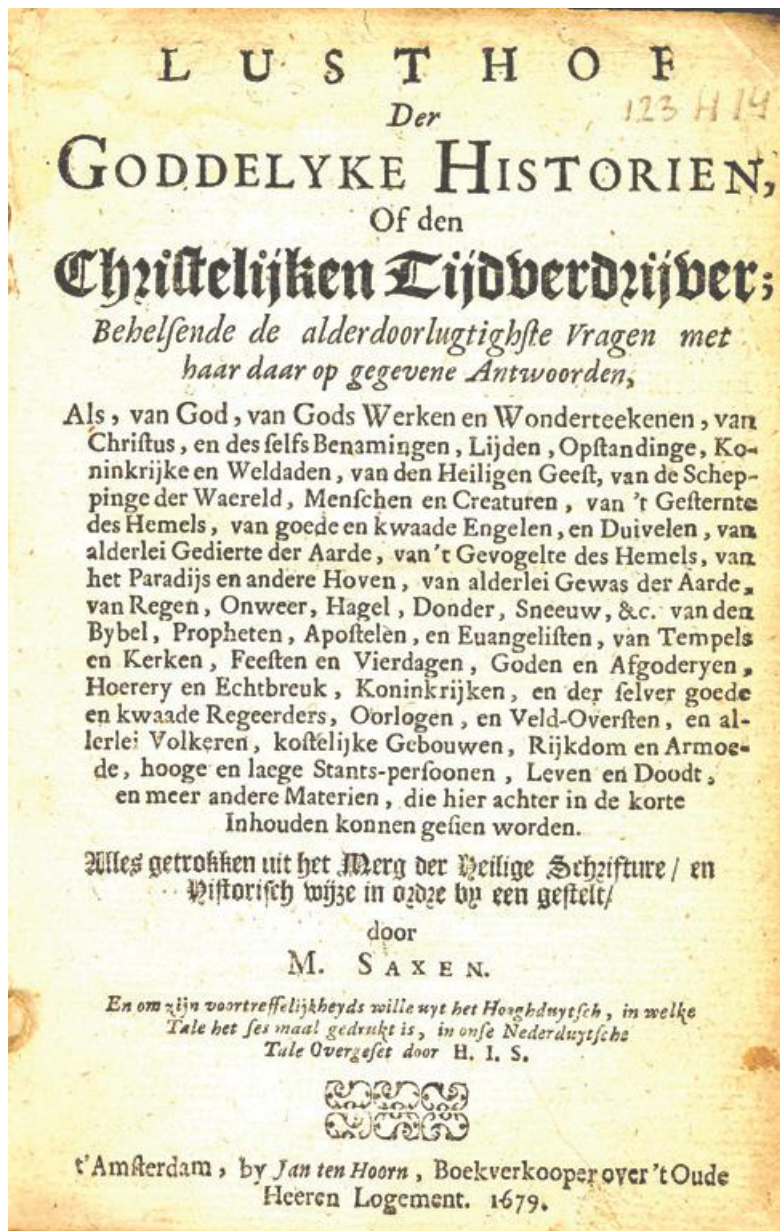 LUSTHOF
123 H 14
Der
GODDELYKE HISTORIEN,
Of den
Chriſtelijken Tijdverdrijver;
Behelſende de alderdoorlugtighſte Vragen met
haar daar op gegevene Antwoorden,
Als, van God, van Gods Werken en Wonderteekenen, van
Chriſtus, en des ſelfs Benamingen, Lijden, Opſtandinge, Ko-
ninkrijke en Weldaden, van den Heiligen Geeſt, van de Schep-
pinge der Waereld, Menſchen en Creaturen, van 't Geſternte
des Hemels, van goede en kwaade Engelen, en Duivelen, van
alderlei Gedierte der Aarde, van 't Gevogelte des Hemels, van
het Paradijs en andere Hoven, van alderlei Gewas der Aarde,
van Regen, Onweer, Hagel, Donder, Sneeuw, &c. van den
Bybel, Propheten, Apoſtelen, en Euangeliſten, van Tempels
en Kerken, Feeſten en Vierdagen, Goden en Afgoderyen,
Hoerery en Echtbreuk, Koninkrijken, en der ſelver goede
en kwaade Regeerders, Oorlogen, en Veld-Overſten, en al-
lerlei Volkeren, koſtelijke Gebouwen, Rijkdom en Armoe-
de, hooge en laege Stants-perſoonen, Leven en Doodt,
en meer andere Materien, die hier achter in de korte
Inhouden konnen geſien worden.
Alles getrokken uit het Merg der Heilige Schrifture / en
Hiſtoriſch wijze in ordre by een geſtelt /
door
M. SAXEN.
En om zijn voortreffelijkheyds wille uyt het Hooghduytſch, in welke
Tale het ſes maal gedrukt is, in onſe Nederduytſche
Tale Overgeſet door H. I. S.
t'Amſterdam, by Jan ten Hoorn, Boekverkooper over 't Oude
Heeren Logement. 1679.